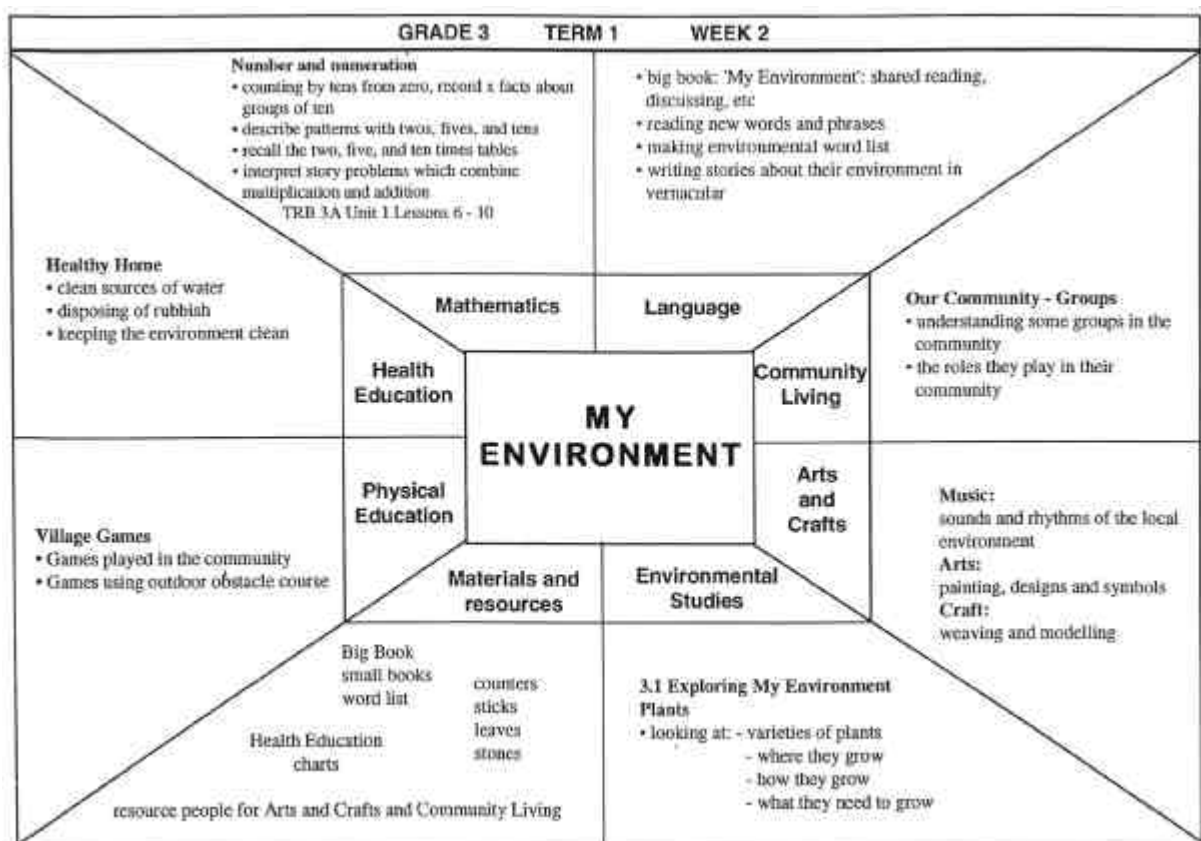 GRADE 3 TERM 1 WEEK 2
Number and numeration
• counting by tens from zero, record x facts about
groups of ten
• describe patterns with twos, fives, and tens
• recall the two, five, and ten times tables
• interpret story problems which combine
multiplication and addition
TRB 3A Unit 1 Lessons 6 - 10
• big book: 'My Environment': shared reading,
discussing, etc
• reading new words and phrases
• making environmental word list
• writing stories about their environment in
vernacular
Healthy Home
• clean sources of water
• disposing of rubbish
• keeping the environment clean
Mathematics
Language
Our Community - Groups
• understanding some groups in the
community
• the roles they play in their
community
Health
Education
Community
Living
MY
ENVIRONMENT
Physical
Education
Arts
and
Crafts
Village Games
• Games played in the community
• Games using outdoor obstacle course
Music:
sounds and rhythms of the local
environment
Arts:
painting, designs and symbols
Craft:
weaving and modelling
Materials and
resources
Environmental
Studies
Big Book
small books
word list
counters
sticks
leaves
stones
Health Education
charts
resource people for Arts and Crafts and Community Living
3.1 Exploring My Environment
Plants
• looking at: - varieties of plants
- where they grow
- how they grow
- what they need to grow